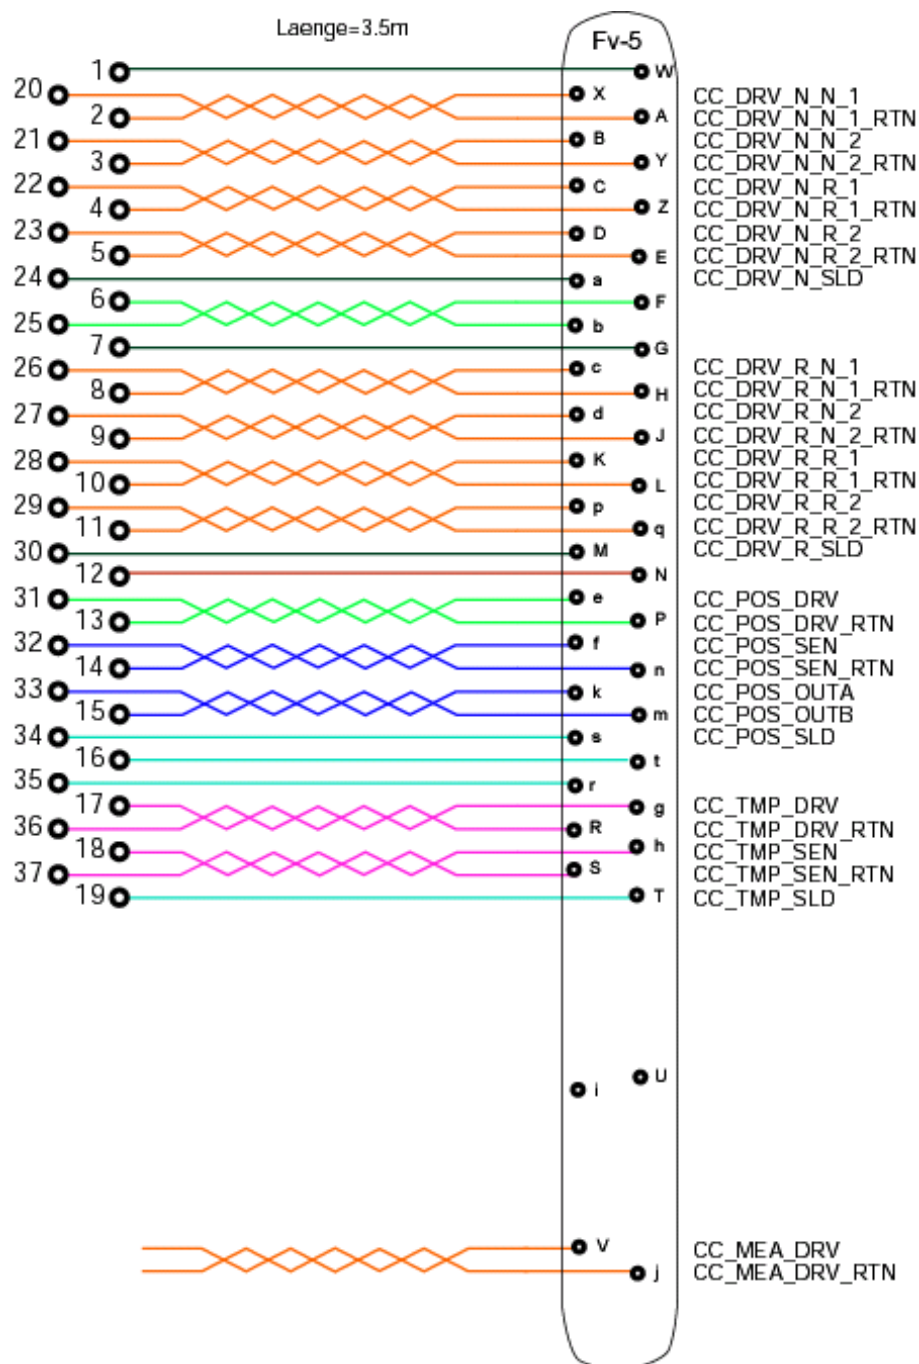 Laenge=3.5m
Fv-5
1 W
20 X CC_DRV_N_N_1
2 A CC_DRV_N_N_1_RTN
21 B CC_DRV_N_N_2
3 Y CC_DRV_N_N_2_RTN
22 C CC_DRV_N_R_1
4 Z CC_DRV_N_R_1_RTN
23 D CC_DRV_N_R_2
5 E CC_DRV_N_R_2_RTN
24 a CC_DRV_N_SLD
6 F
25 b
7 G
26 c CC_DRV_R_N_1
8 H CC_DRV_R_N_1_RTN
27 d CC_DRV_R_N_2
9 J CC_DRV_R_N_2_RTN
28 K CC_DRV_R_R_1
10 L CC_DRV_R_R_1_RTN
29 p CC_DRV_R_R_2
11 q CC_DRV_R_R_2_RTN
30 M CC_DRV_R_SLD
12 N
31 e CC_POS_DRV
13 P CC_POS_DRV_RTN
32 f CC_POS_SEN
14 n CC_POS_SEN_RTN
33 k CC_POS_OUTA
15 m CC_POS_OUTB
34 s CC_POS_SLD
16 t
35 r
17 g CC_TMP_DRV
36 R CC_TMP_DRV_RTN
18 h CC_TMP_SEN
37 S CC_TMP_SEN_RTN
19 T CC_TMP_SLD
U
i
V CC_MEA_DRV
j CC_MEA_DRV_RTN